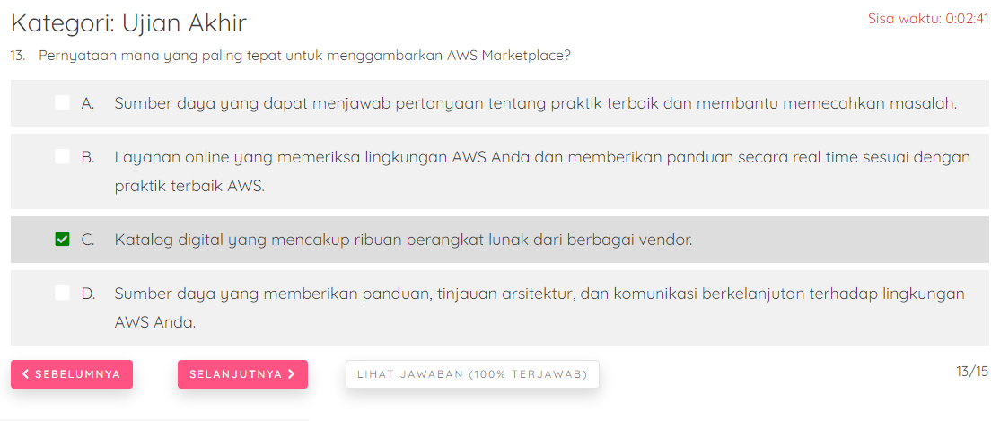 Kategori: Ujian Akhir
Sisa waktu: 0:02:41
13. Pernyataan mana yang paling tepat untuk menggambarkan AWS Marketplace?
A. Sumber daya yang dapat menjawab pertanyaan tentang praktik terbaik dan membantu memecahkan masalah.
B. Layanan online yang memeriksa lingkungan AWS Anda dan memberikan panduan secara real time sesuai dengan
praktik terbaik AWS.
C. Katalog digital yang mencakup ribuan perangkat lunak dari berbagai vendor.
D. Sumber daya yang memberikan panduan, tinjauan arsitektur, dan komunikasi berkelanjutan terhadap lingkungan
AWS Anda.
SEBELUMNYA SELANJUTNYA LIHAT JAWABAN (100% TERJAWAB) 13/15